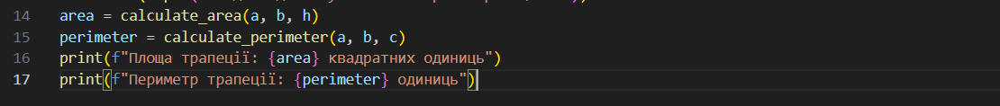 14 area = calculate_area(a, b, h)
15 perimeter = calculate_perimeter(a, b, c)
16 print(f"Площа трапеції: {area} квадратних одиниць")
17 print(f"Периметр трапеції: {perimeter} одиниць")